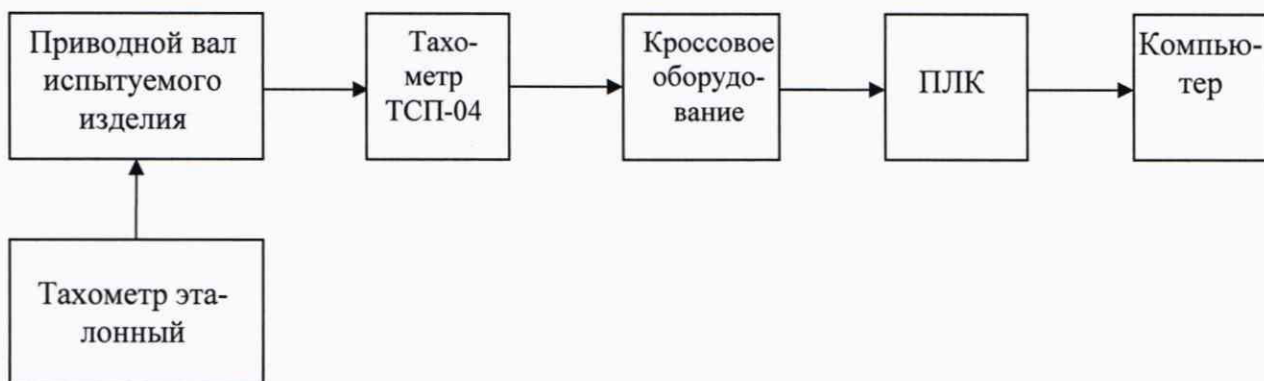 Приводной вал
испытуемого
изделия
Тахо-
метр
ТСП-04
Кроссовое
оборудо-
вание
ПЛК
Компью-
тер
Тахометр эта-
лонный